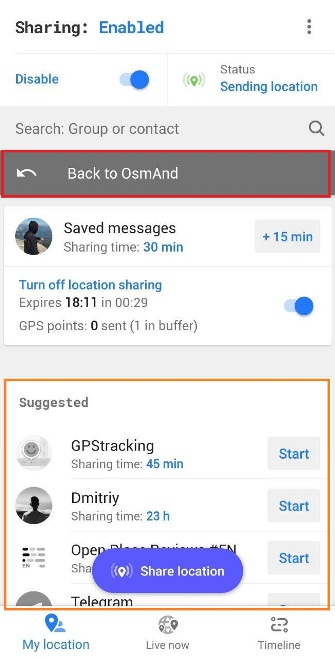 Sharing: Enabled
Disable
Status
Sending location
Search: Group or contact
Back to OsmAnd
Saved messages
Sharing time: 30 min
+ 15 min
Turn off location sharing
Expires 18:11 in 00:29
GPS points: 0 sent (1 in buffer)
Suggested
GPStracking
Sharing time: 45 min
Start
Dmitriy
Sharing time: 23 h
Start
EN
Open Place Reviews #EN
Sha
Start
Share location
Telegram
My location
Live now
Timeline